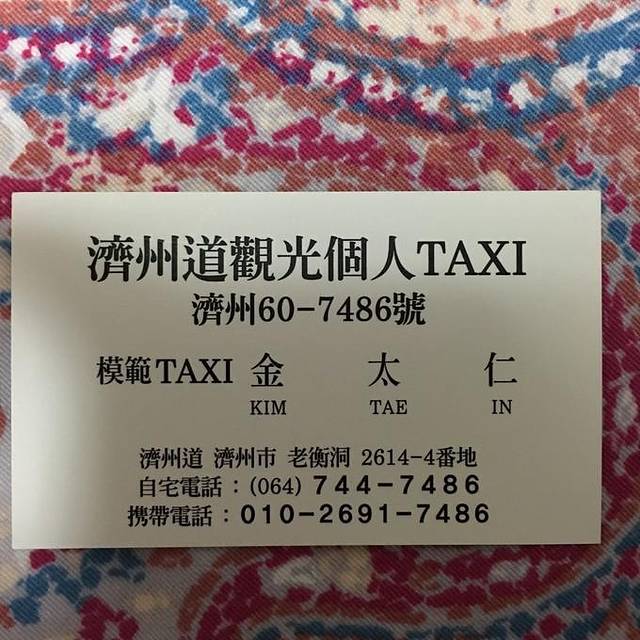 濟州道觀光個人TAXI
濟州60-7486號
模範TAXI 金 太 仁
KIM TAE IN
濟州道 濟州市 老衡洞 2614-4番地
自宅電話 : (064) 744-7486
携帶電話 : 010-2691-7486